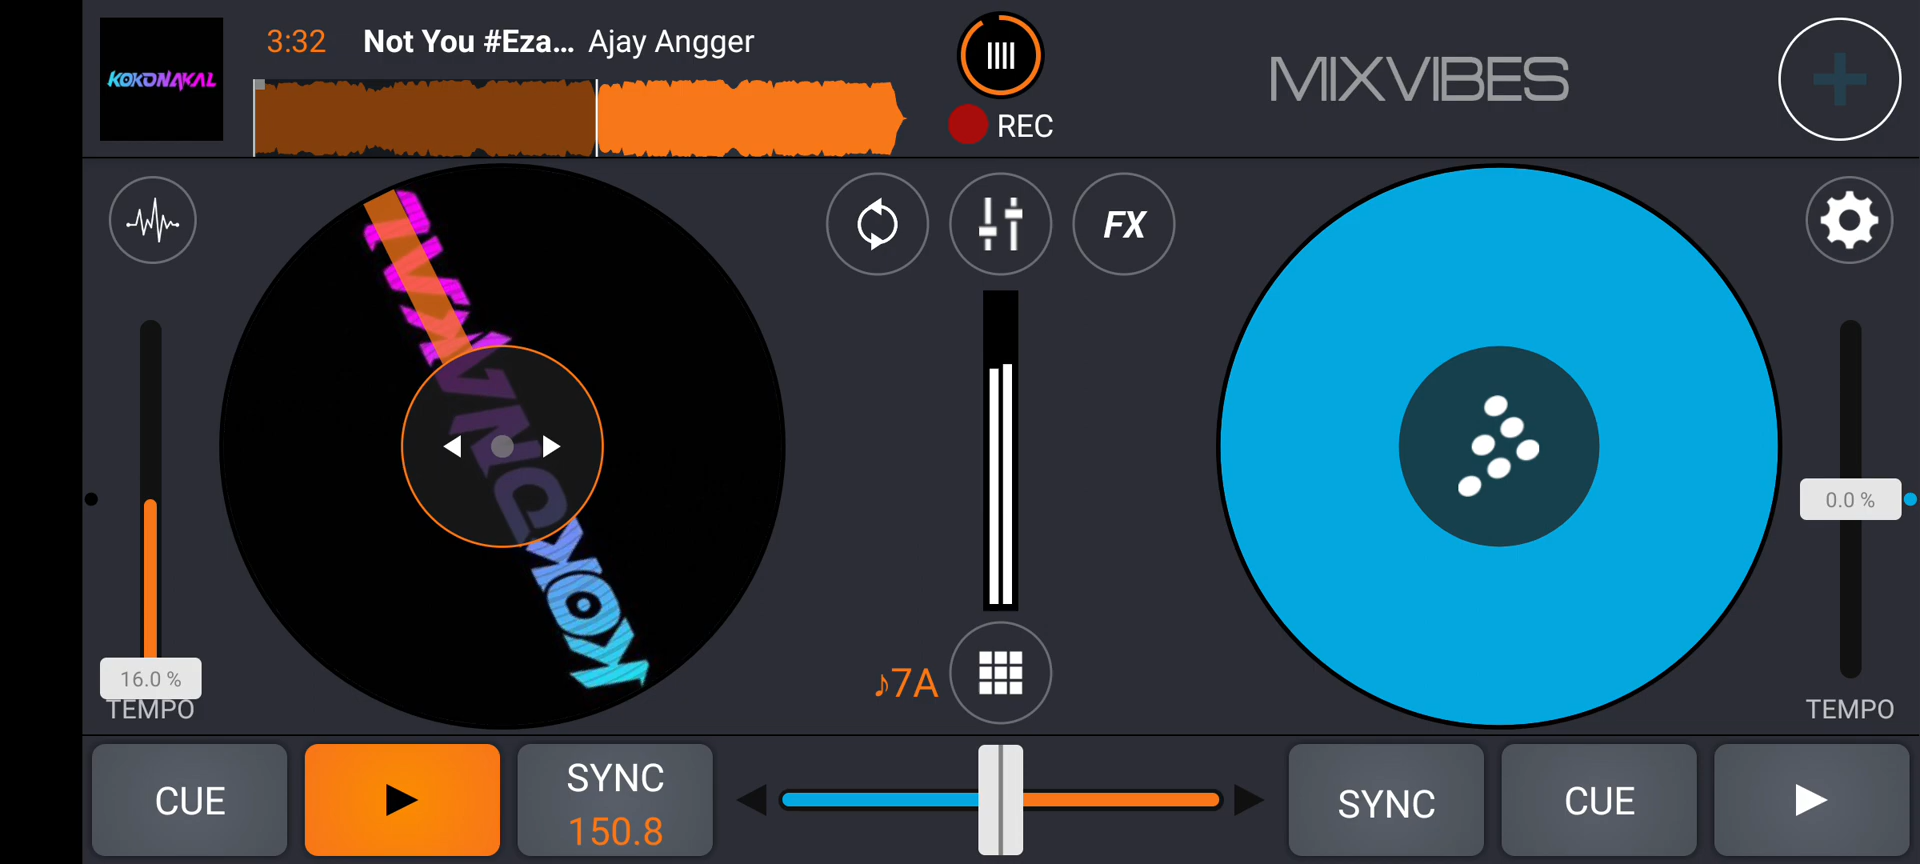 KOKONAKAL
3:32 Not You #Eza... Ajay Angger
REC
MIXVIBES
FX
KOKONAKAL
16.0 %
TEMPO
♪7A
0.0 %
TEMPO
CUE
SYNC
150.8
SYNC
CUE